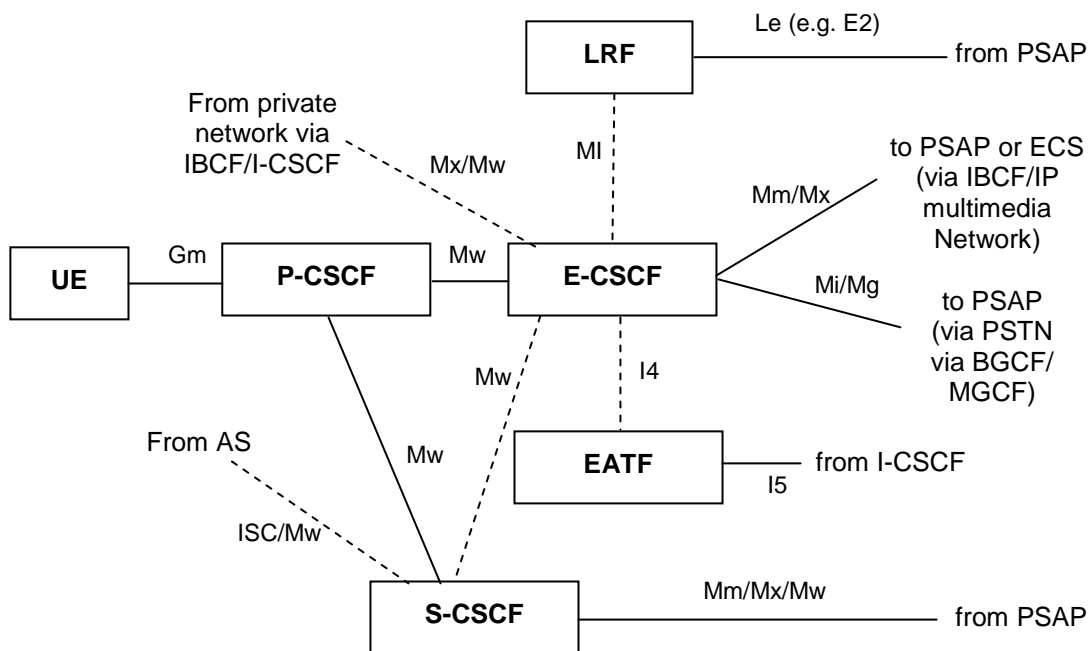 Le (e.g. E2)
LRF
from PSAP
From private
network via
IBCF/I-CSCF
Mx/Mw
Ml
Mm/Mx
to PSAP or ECS
(via IBCF/IP
multimedia
Network)
UE
Gm
P-CSCF
Mw
E-CSCF
Mi/Mg
to PSAP
(via PSTN
via BGCF/
MGCF)
Mw
I4
From AS
Mw
EATF
from I-CSCF
I5
ISC/Mw
S-CSCF
Mm/Mx/Mw
from PSAP